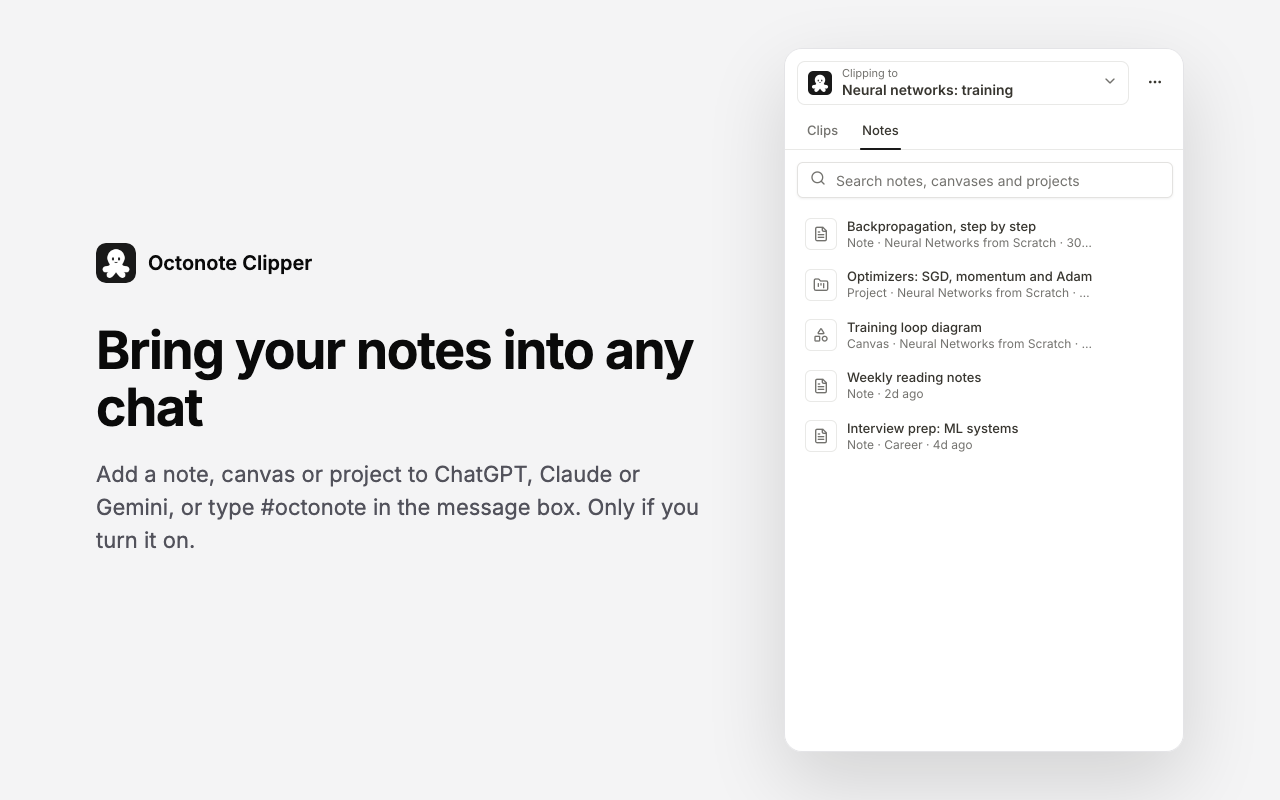 Octonote Clipper
Bring your notes into any
chat
Add a note, canvas or project to ChatGPT, Claude or
Gemini, or type #octonote in the message box. Only if you
turn it on.
Clipping to
Neural networks: training
Clips
Notes
Search notes, canvases and projects
Backpropagation, step by step
Note · Neural Networks from Scratch · 30...
Optimizers: SGD, momentum and Adam
Project · Neural Networks from Scratch · ...
Training loop diagram
Canvas · Neural Networks from Scratch · ...
Weekly reading notes
Note · 2d ago
Interview prep: ML systems
Note · Career · 4d ago